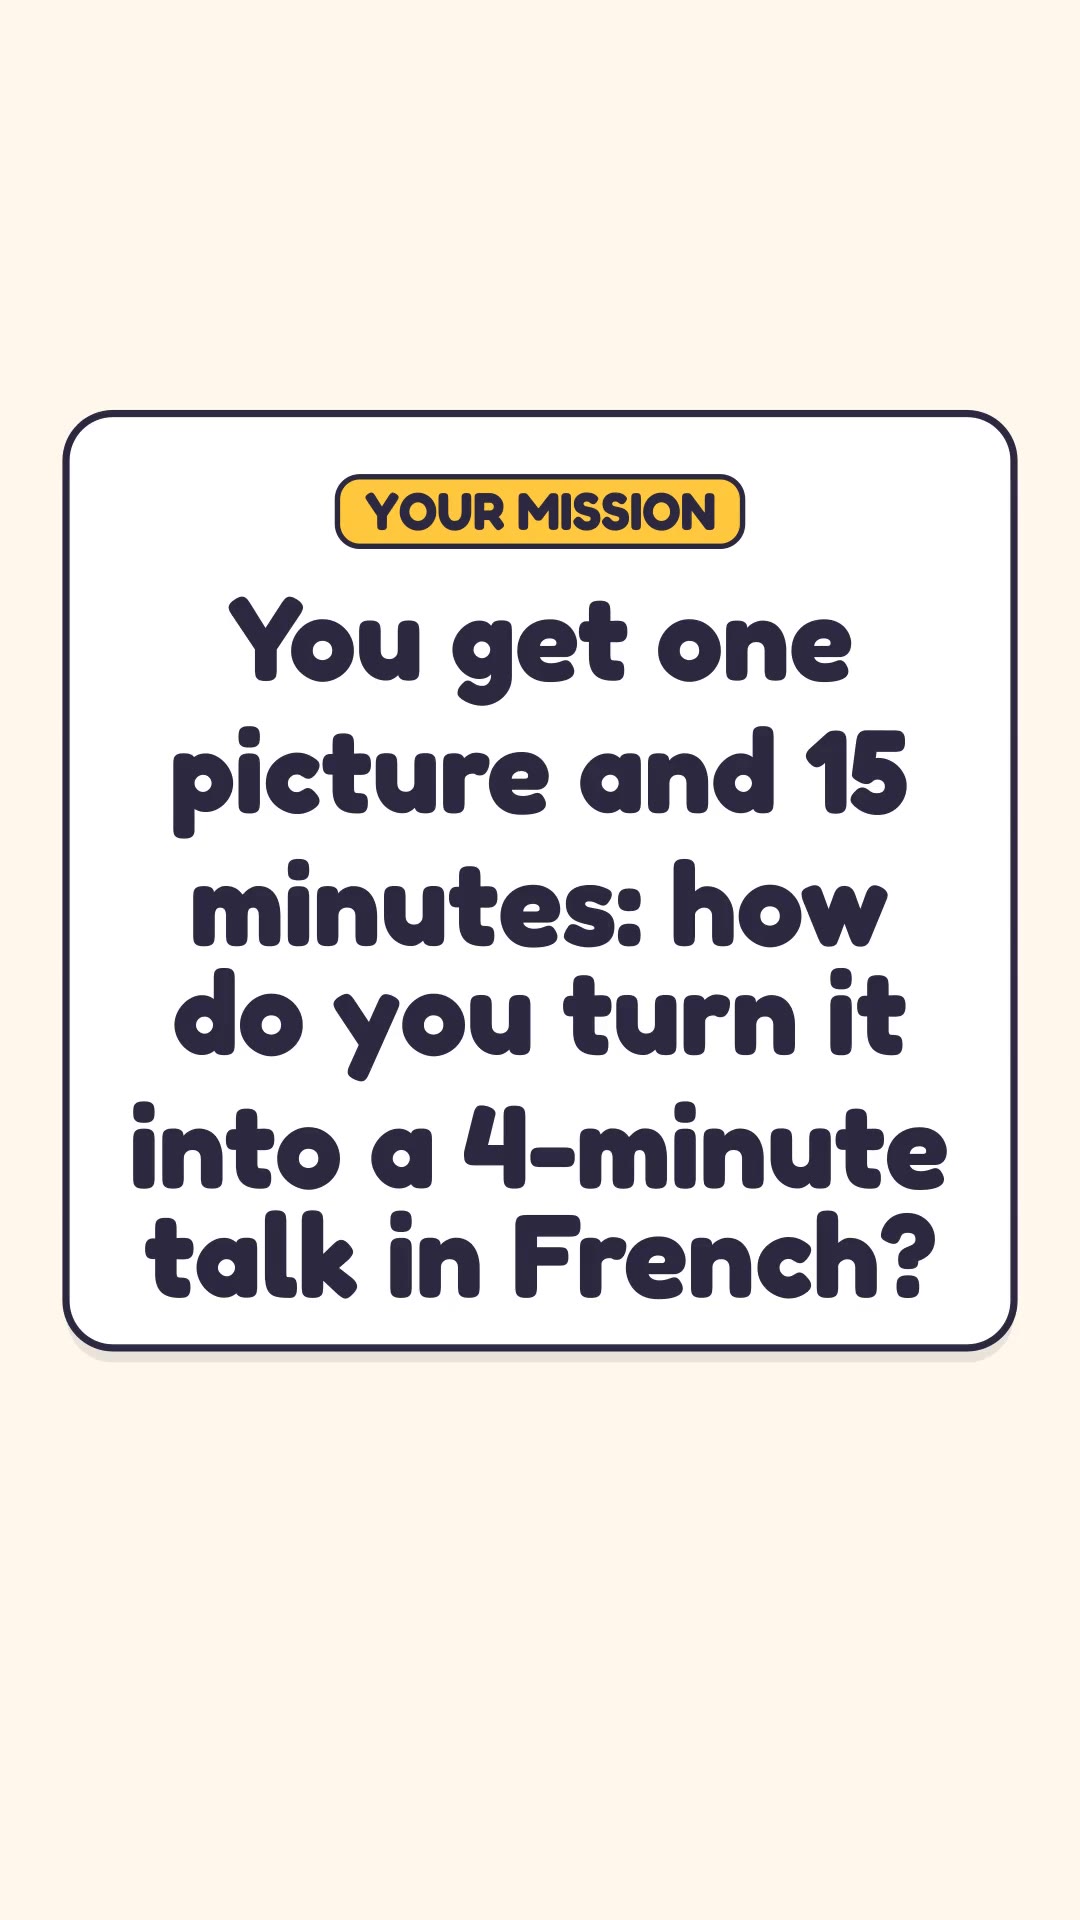 YOUR MISSION
You get one
picture and 15
minutes: how
do you turn it
into a 4-minute
talk in French?